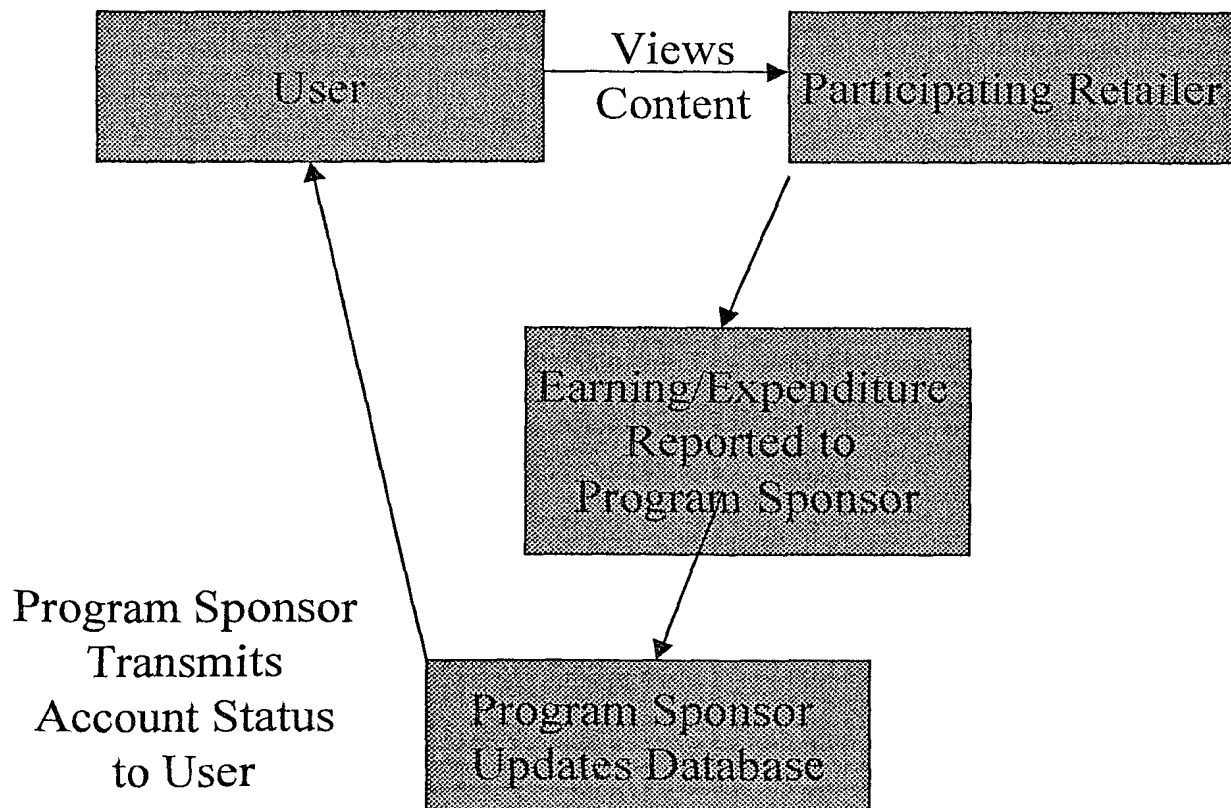 User
Views
Content
Participating Retailer
Earning/Expenditure
Reported to
Program Sponsor
Program Sponsor
Transmits
Account Status
to User
Program Sponsor
Updates Database